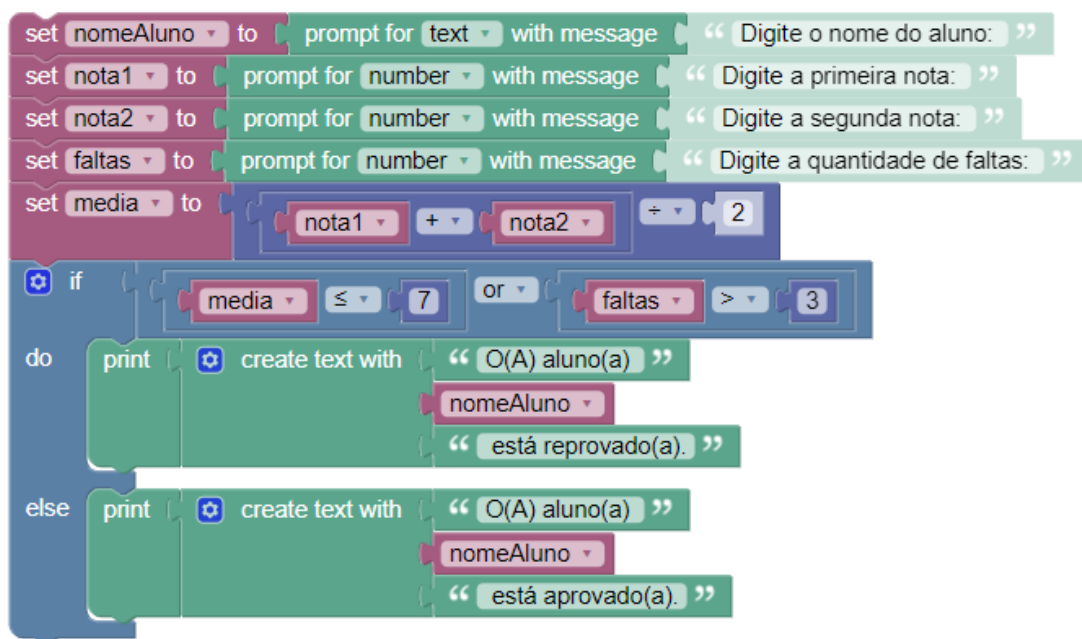 set nomeAluno to prompt for text with message “ Digite o nome do aluno: ”
set nota1 to prompt for number with message “ Digite a primeira nota: ”
set nota2 to prompt for number with message “ Digite a segunda nota: ”
set faltas to prompt for number with message “ Digite a quantidade de faltas: ”
set media to nota1 + nota2 ÷ 2
if media ≤ 7 or faltas > 3
do print create text with “ O(A) aluno(a) ”
nomeAluno
“ está reprovado(a). ”
else print create text with “ O(A) aluno(a) ”
nomeAluno
“ está aprovado(a). ”